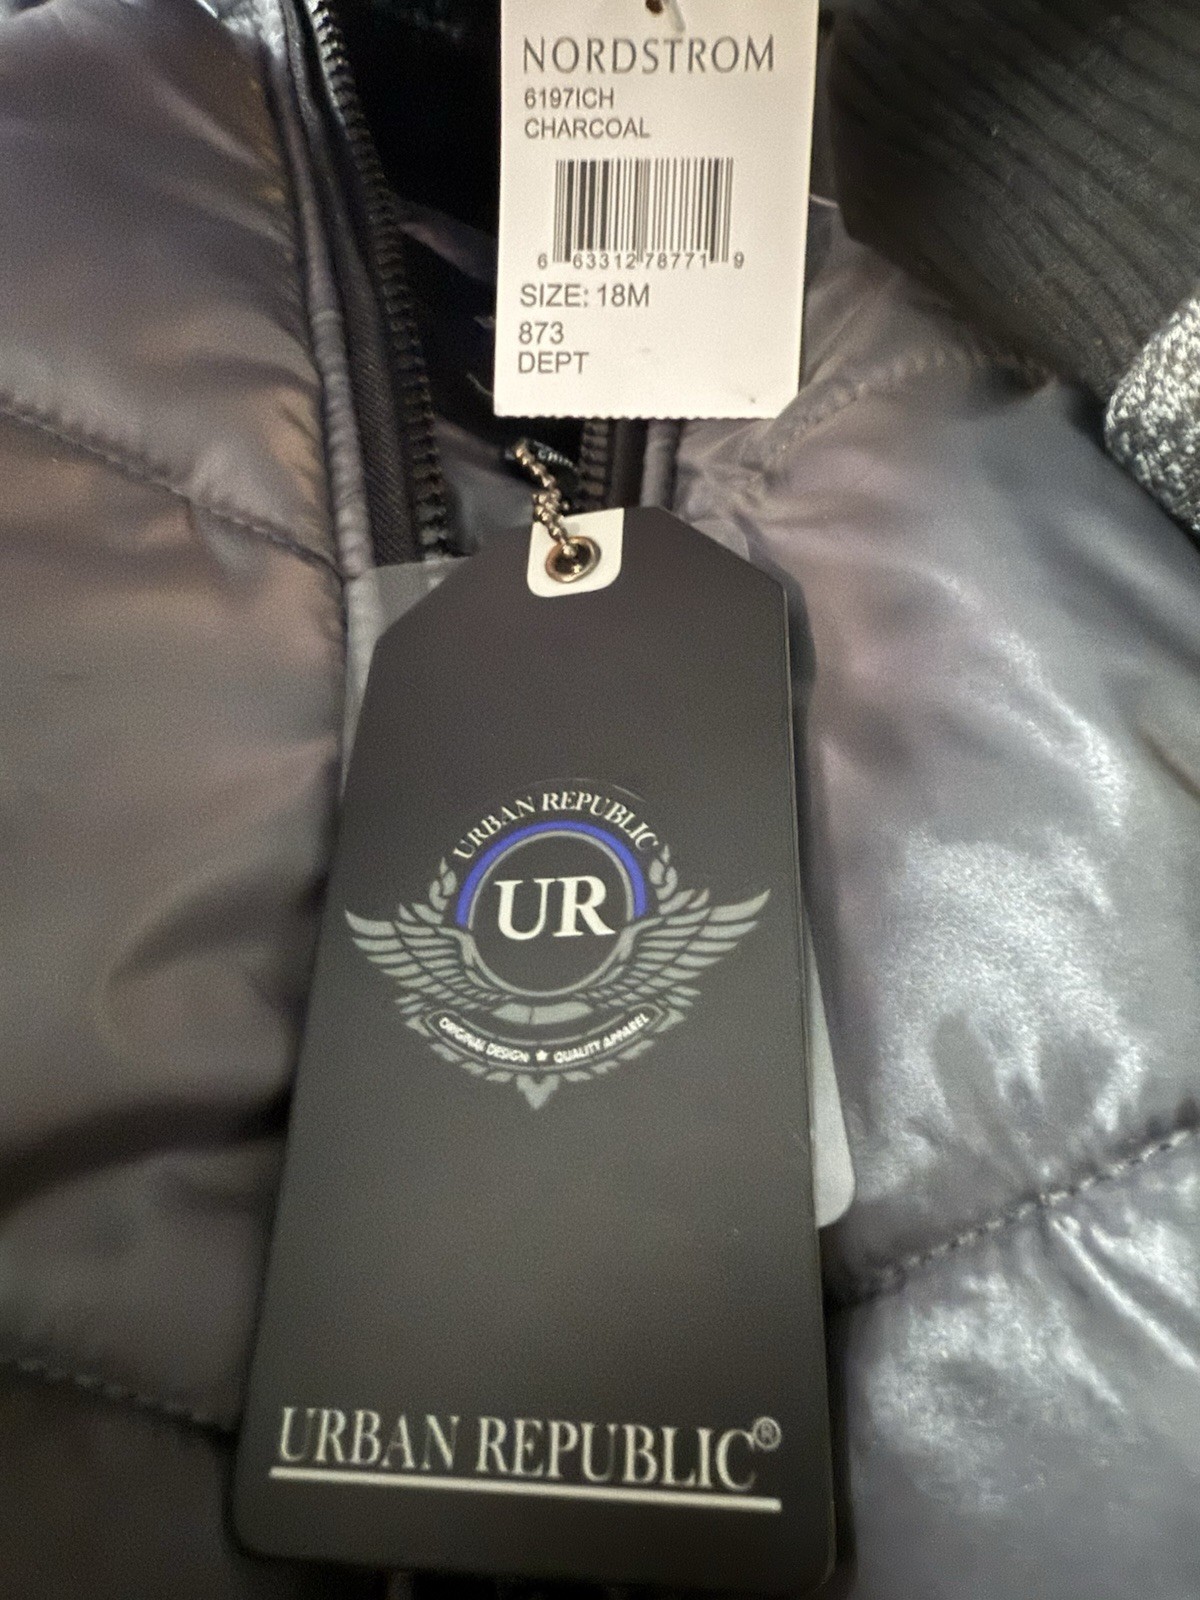 NORDSTROM
6197ICH
CHARCOAL
6 63312 78771 9
SIZE: 18M
873
DEPT
URBAN REPUBLIC
UR
ORIGINAL DESIGN ★ QUALITY APPAREL
URBAN REPUBLIC®